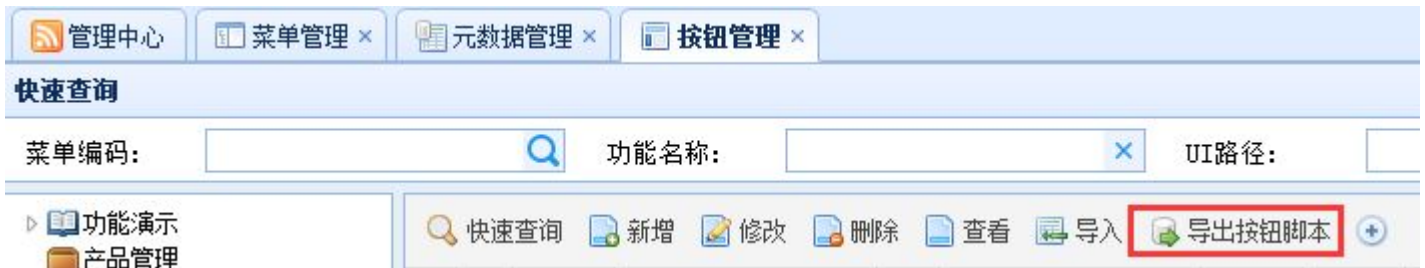 管理中心 菜单管理 × 元数据管理 × 按钮管理 ×
快速查询
菜单编码: 功能名称: × UI路径:
功能演示 快速查询 新增 修改 删除 查看 导入 导出按钮脚本
产品管理